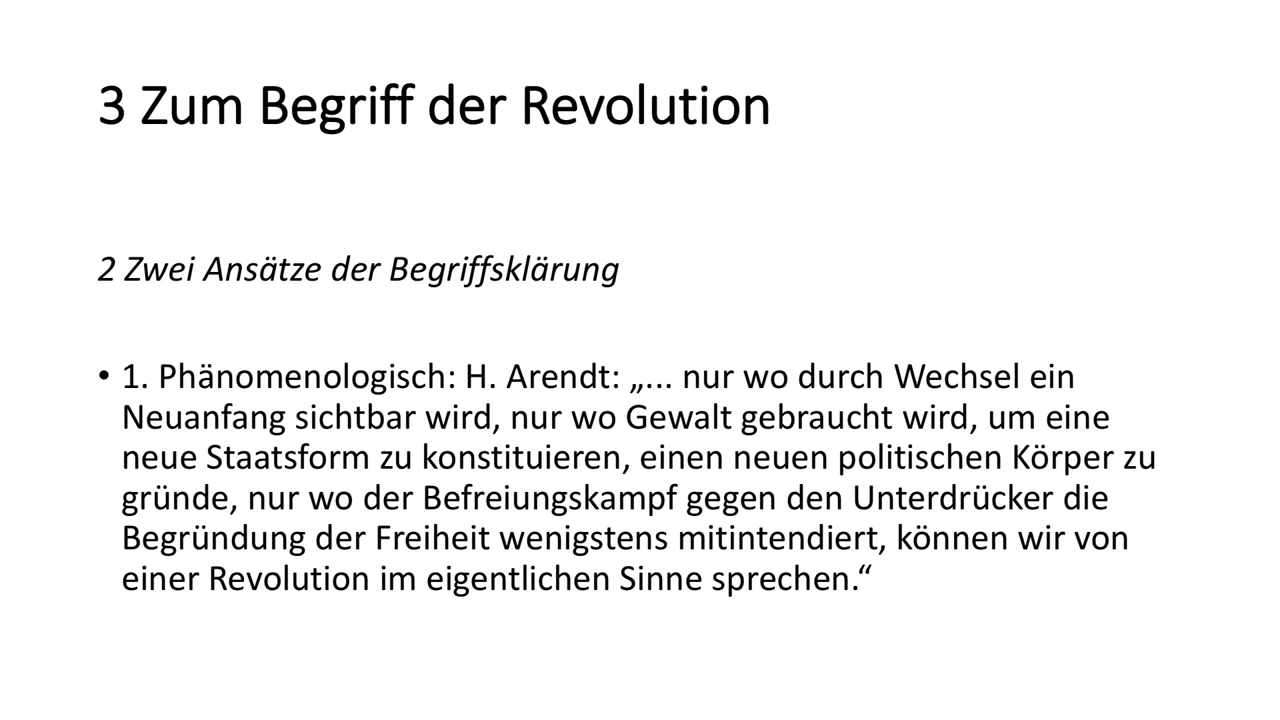 3 Zum Begriff der Revolution
2 Zwei Ansätze der Begriffsklärung
• 1. Phänomenologisch: H. Arendt: „... nur wo durch Wechsel ein
Neuanfang sichtbar wird, nur wo Gewalt gebraucht wird, um eine
neue Staatsform zu konstituieren, einen neuen politischen Körper zu
gründe, nur wo der Befreiungskampf gegen den Unterdrücker die
Begründung der Freiheit wenigstens mitintendiert, können wir von
einer Revolution im eigentlichen Sinne sprechen.“